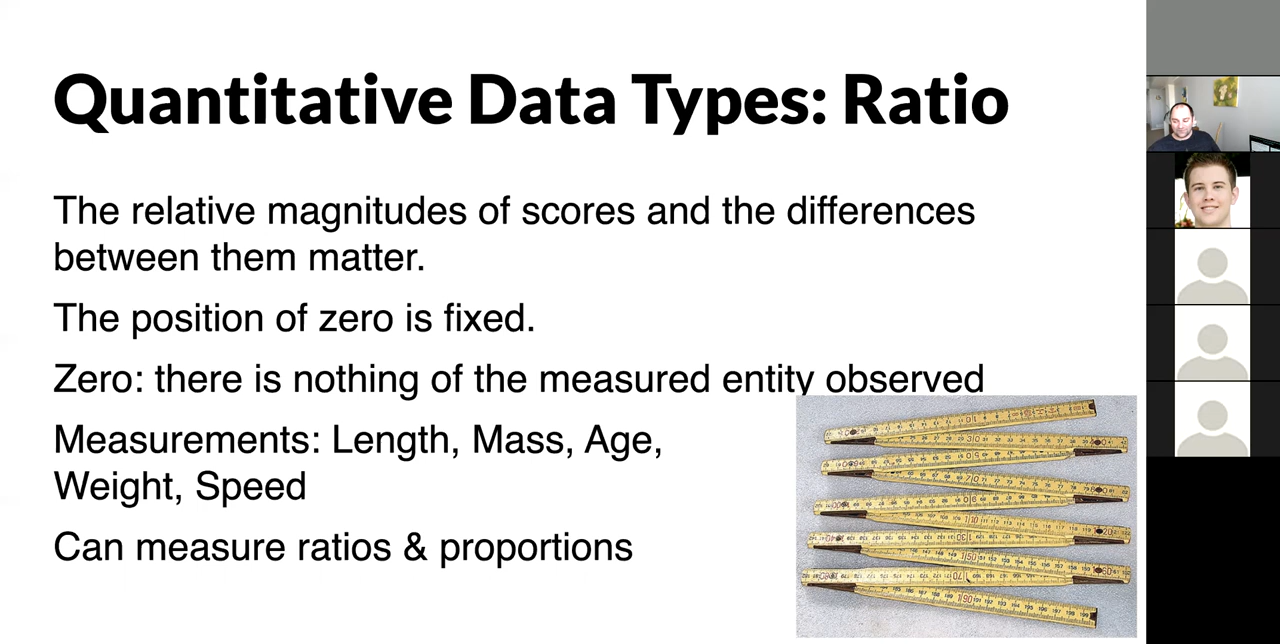 Quantitative Data Types: Ratio
The relative magnitudes of scores and the differences
between them matter.
The position of zero is fixed.
Zero: there is nothing of the measured entity observed
Measurements: Length, Mass, Age,
Weight, Speed
Can measure ratios & proportions